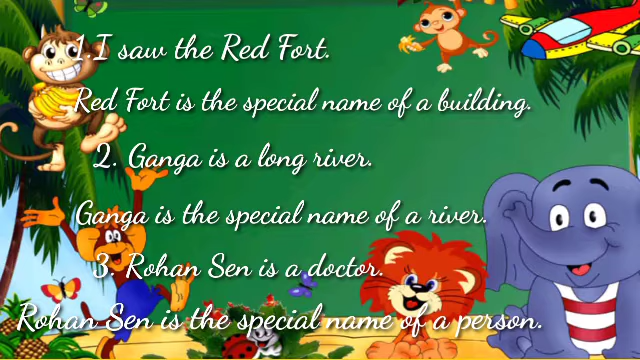 1.I saw the Red Fort.
Red Fort is the special name of a building.
2. Ganga is a long river.
Ganga is the special name of a river.
3. Rohan Sen is a doctor.
Rohan Sen is the special name of a person.